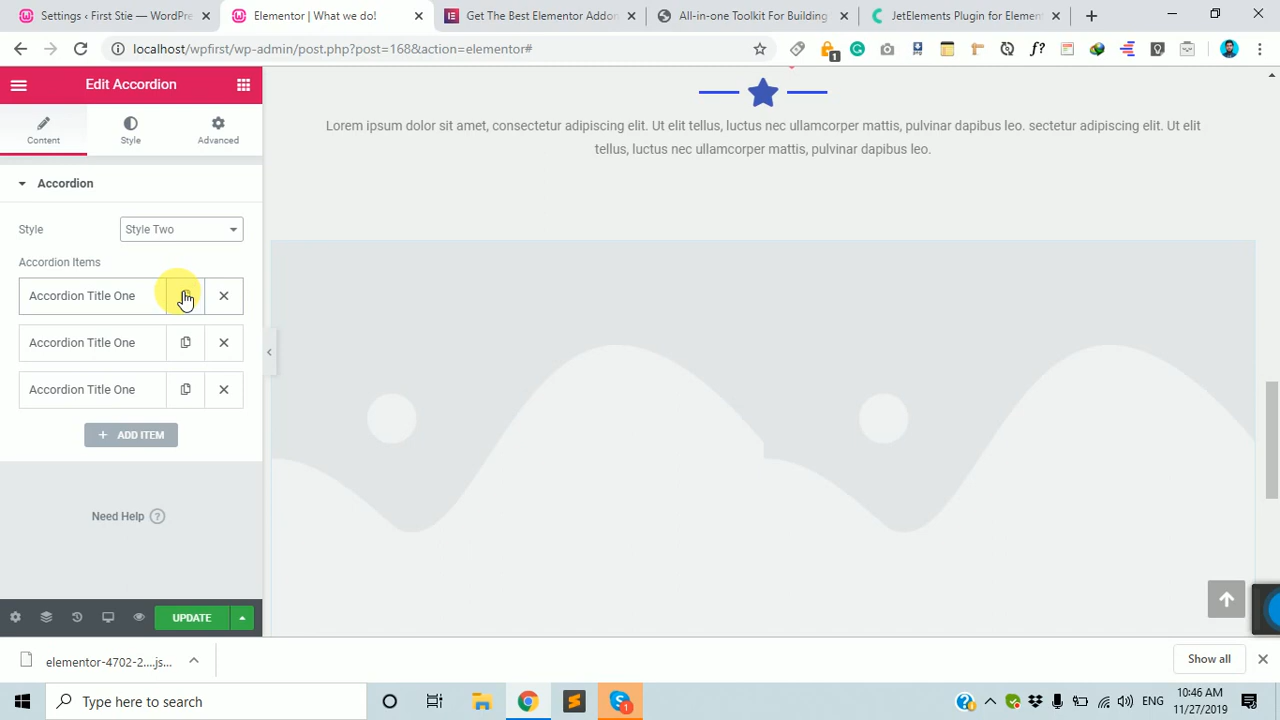 Settings ‹ First — WordPress
Elementor | What we do!
Get The Best Elementor Addon
All-in-one Toolkit For Building
JetElements Plugin for Element
localhost/wpfirst/wp-admin/post.php?post=168&action=elementor#
1
f?
Edit Accordion
Content
Style
Advanced
Accordion
Style
Style Two
Accordion Items
Accordion Title One
Accordion Title One
Accordion Title One
ADD ITEM
Need Help
UPDATE
Lorem ipsum dolor sit amet, consectetur adipiscing elit. Ut elit tellus, luctus nec ullamcorper mattis, pulvinar dapibus leo. sectetur adipiscing elit. Ut elit
tellus, luctus nec ullamcorper mattis, pulvinar dapibus leo.
elementor-4702-2....js...
Show all
Type here to search
1
ENG
10:46 AM
11/27/2019